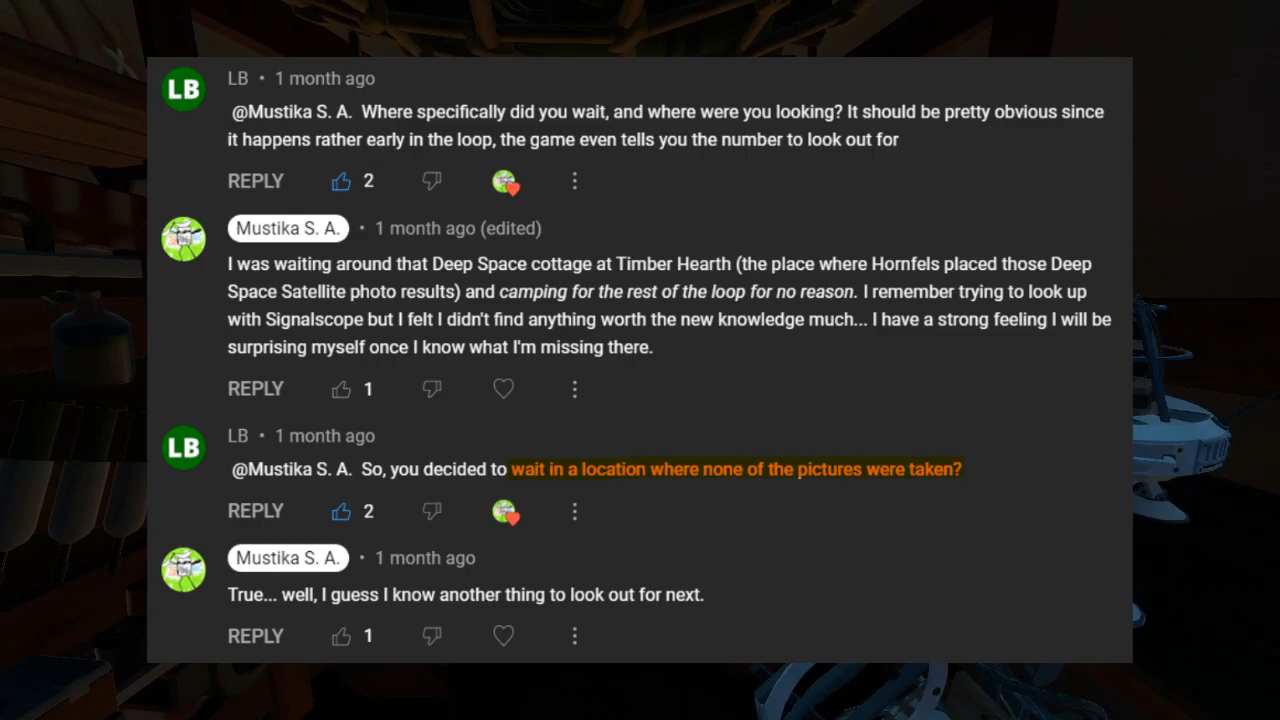 LB
LB • 1 month ago
@Mustika S. A. Where specifically did you wait, and where were you looking? It should be pretty obvious since
it happens rather early in the loop, the game even tells you the number to look out for
REPLY 2
Mustika S. A. • 1 month ago (edited)
I was waiting around that Deep Space cottage at Timber Hearth (the place where Hornfels placed those Deep
Space Satellite photo results) and camping for the rest of the loop for no reason. I remember trying to look up
with Signalscope but I felt I didn't find anything worth the new knowledge much... I have a strong feeling I will be
surprising myself once I know what I'm missing there.
REPLY 1
LB
LB • 1 month ago
@Mustika S. A. So, you decided to wait in a location where none of the pictures were taken?
REPLY 2
Mustika S. A. • 1 month ago
True... well, I guess I know another thing to look out for next.
REPLY 1